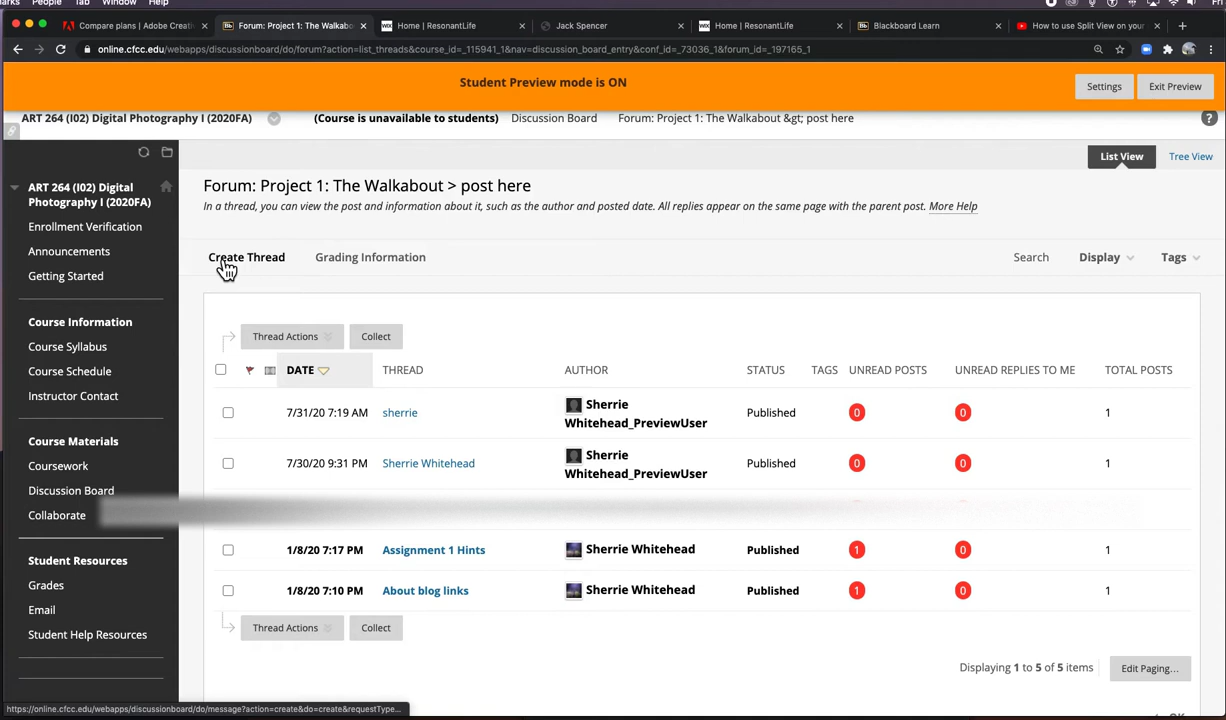 People Tab Window Help
Compare plans | Adobe Creati
Forum: Project 1: The Walkabou
Home | ResonantLife
Jack Spencer
Home | ResonantLife
Blackboard Learn
How to use Split View on your
online.cfcc.edu/webapps/discussionboard/do/forum?action=list_threads&course_id=_115941_1&nav=discussion_board_entry&conf_id=_73036_1&forum_id=_197165_1
Student Preview mode is ON
Settings
Exit Preview
ART 264 (I02) Digital Photography I (2020FA)
(Course is unavailable to students)
Discussion Board
Forum: Project 1: The Walkabout &gt; post here
List View
Tree View
ART 264 (I02) Digital
Photography I (2020FA)
Enrollment Verification
Announcements
Getting Started
Course Information
Course Syllabus
Course Schedule
Instructor Contact
Course Materials
Coursework
Discussion Board
Collaborate
Student Resources
Grades
Email
Student Help Resources
Forum: Project 1: The Walkabout > post here
In a thread, you can view the post and information about it, such as the author and posted date. All replies appear on the same page with the parent post. More Help
Create Thread
Grading Information
Search
Display
Tags
Thread Actions
Collect
DATE THREAD AUTHOR STATUS TAGS UNREAD POSTS UNREAD REPLIES TO ME TOTAL POSTS
7/31/20 7:19 AM sherrie Sherrie Whitehead_PreviewUser Published 0 0 1
7/30/20 9:31 PM Sherrie Whitehead Sherrie Whitehead_PreviewUser Published 0 0 1
1/8/20 7:17 PM Assignment 1 Hints Sherrie Whitehead Published 1 0 1
1/8/20 7:10 PM About blog links Sherrie Whitehead Published 1 0 1
Thread Actions
Collect
Displaying 1 to 5 of 5 items
Edit Paging...
https://online.cfcc.edu/webapps/discussionboard/do/message?action=create&do=create&requestType...